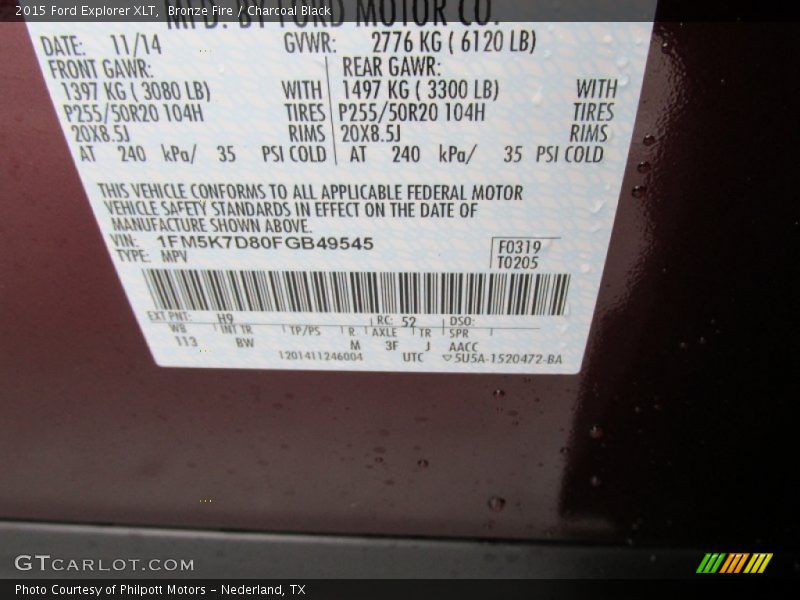 2015 Ford Explorer XLT, Bronze Fire / Charcoal Black
MFD. BY FORD MOTOR CO.
DATE: 11/14 GVWR: 2776 KG ( 6120 LB)
FRONT GAWR: REAR GAWR:
1397 KG ( 3080 LB) WITH 1497 KG ( 3300 LB) WITH
P255/50R20 104H TIRES P255/50R20 104H TIRES
20X8.5J RIMS 20X8.5J RIMS
AT 240 kPa/ 35 PSI COLD AT 240 kPa/ 35 PSI COLD
THIS VEHICLE CONFORMS TO ALL APPLICABLE FEDERAL MOTOR
VEHICLE SAFETY STANDARDS IN EFFECT ON THE DATE OF
MANUFACTURE SHOWN ABOVE.
VIN: 1FM5K7D80FGB49545 F0319
TYPE: MPV T0205
EXT PNT: H9 RC: 52 DSO:
WB INT TR TP/PS R AXLE TR SPR
113 BW M 3F J AACC
1201411246004 UTC 5U5A-1520472-BA
GTCARLOT.COM
Photo Courtesy of Philpott Motors - Nederland, TX